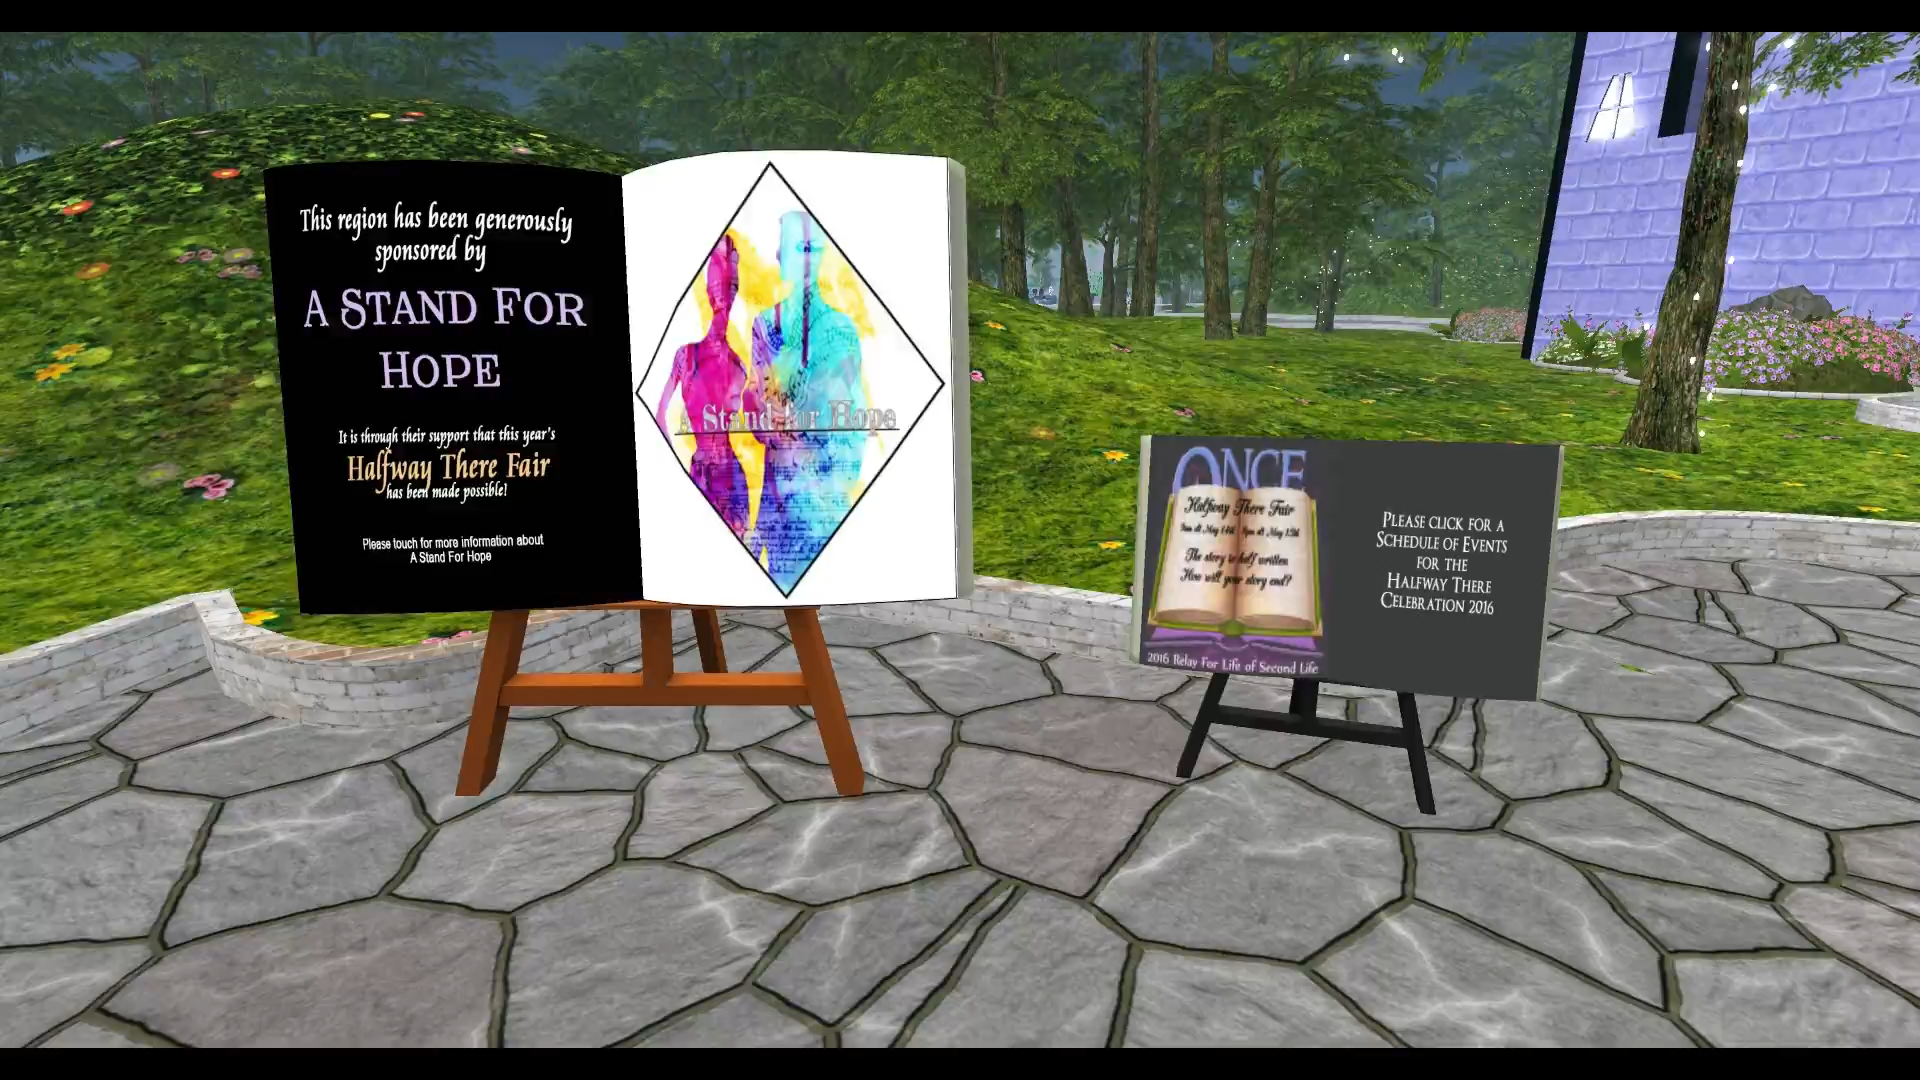 This region has been generously
sponsored by
A STAND FOR
HOPE
It is through their support that this year's
Halfway There Fair
has been made possible!
Please touch for more information about
A Stand For Hope
A Stand for Hope
ONCE
Halfway There Fair
The story is half written
How will your story end?
2016 Relay For Life of Second Life
PLEASE CLICK FOR A
SCHEDULE OF EVENTS
FOR THE
HALFWAY THERE
CELEBRATION 2016